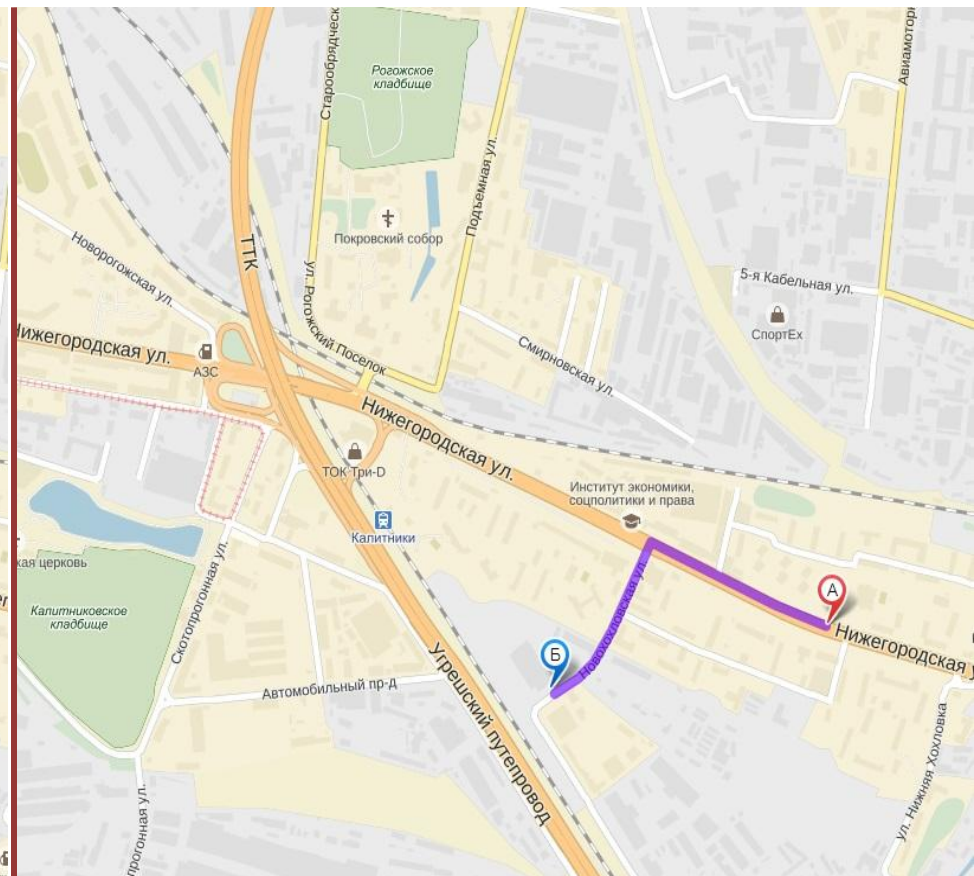 Старообрядческ
Авиамоторн
Рогожское
кладбище
Подъемная ул.
ТТК
Покровский собор
Новорогожская ул.
ул. Рогожский Поселок
5-я Кабельная ул.
СпортЕх
Нижегородская ул.
АЗС
Смирновская ул.
Нижегородская ул.
ТОК Три-D
Институт экономики,
соцполитики и права
Калитники
кая церковь
Калитниковское
кладбище
Скотопрогонная ул.
Новохохловская ул.
А
Нижегородская у
Б
Угрешский путепровод
Автомобильный пр-д
ул. Нижняя Хохловка
прогонная ул.